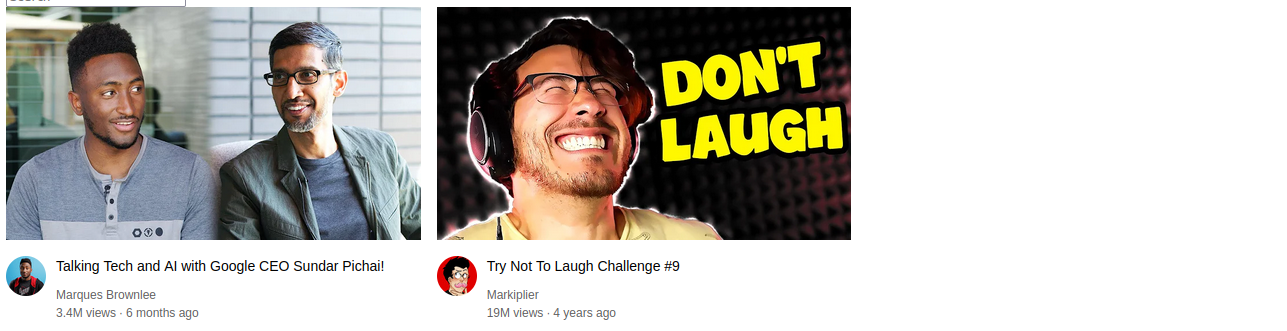 DON'T
LAUGH
Talking Tech and AI with Google CEO Sundar Pichai!
Marques Brownlee
3.4M views · 6 months ago
Try Not To Laugh Challenge #9
Markiplier
19M views · 4 years ago